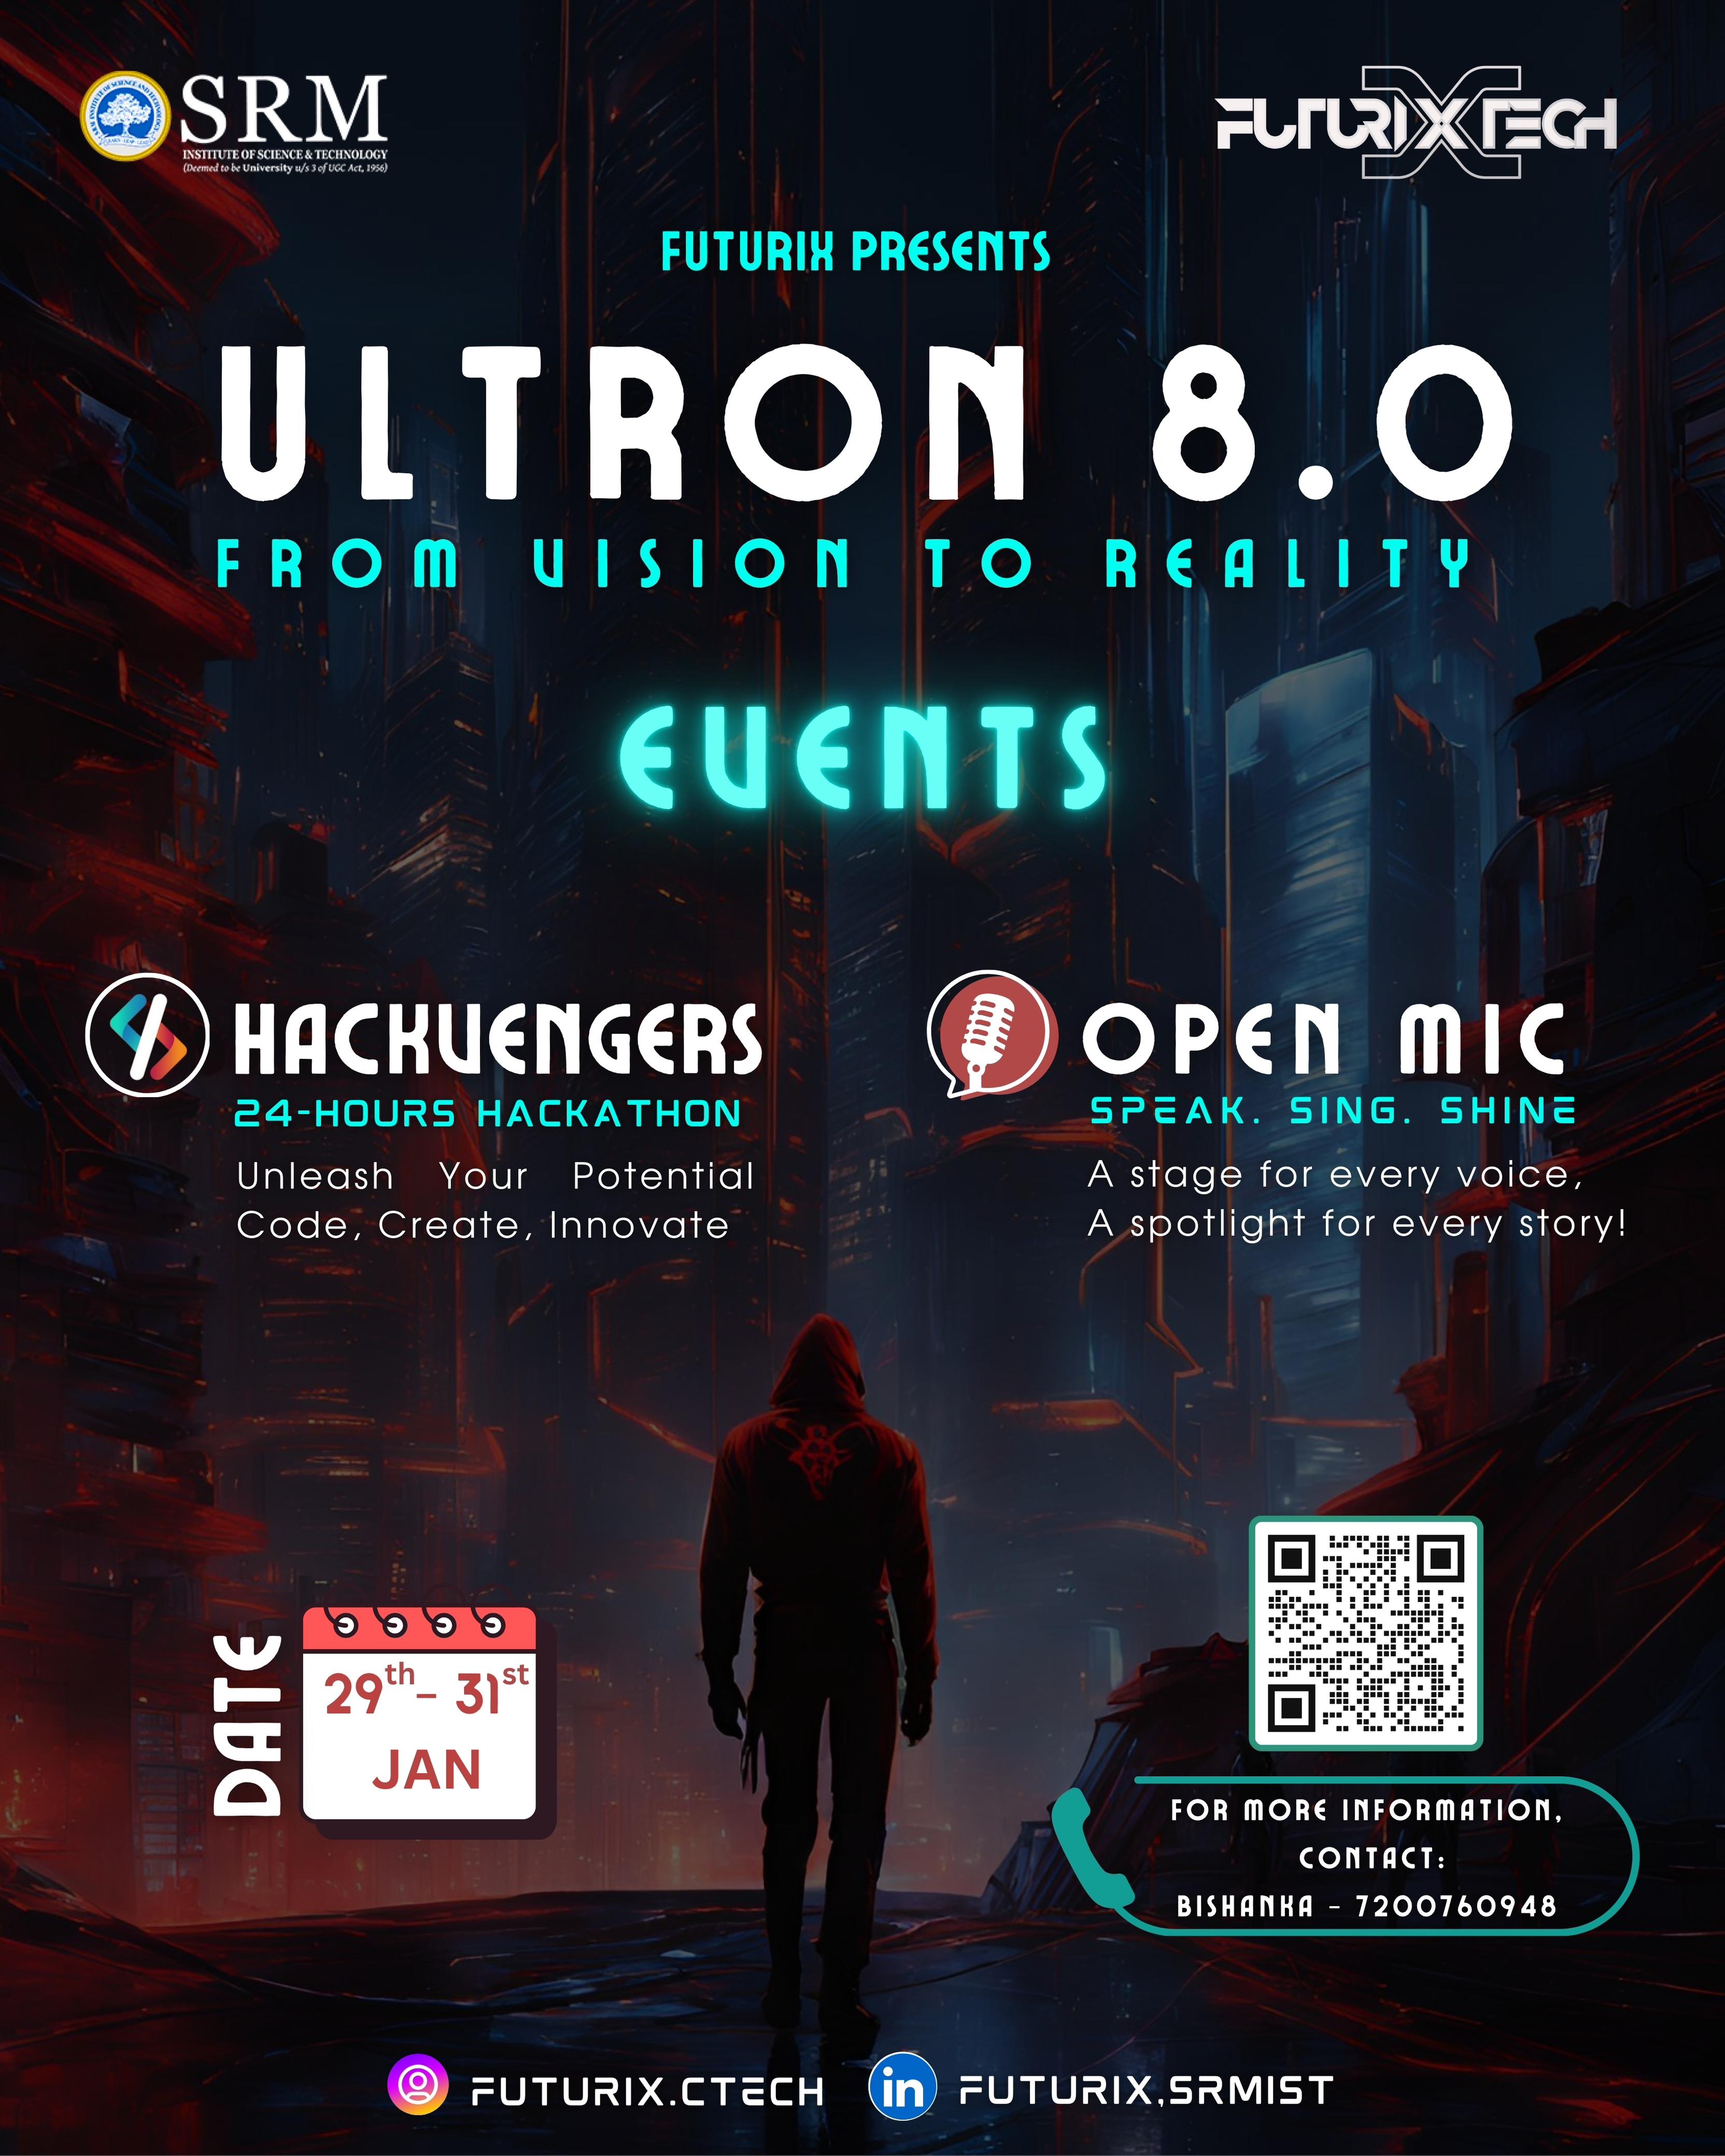 SRM
INSTITUTE OF SCIENCE & TECHNOLOGY
(Deemed to be University u/s 3 of UGC Act, 1956)
FUTURIX TECH
FUTURIX PRESENTS
ULTRON 8.0
FROM VISION TO REALITY
EVENTS
HACKVENGERS
24-HOURS HACKATHON
Unleash Your Potential
Code, Create, Innovate
OPEN MIC
SPEAK. SING. SHINE
A stage for every voice,
A spotlight for every story!
DATE
29th- 31st
JAN
FOR MORE INFORMATION,
CONTACT:
BISHANKA - 7200760948
FUTURIX.CTECH
in
FUTURIX,SRMIST